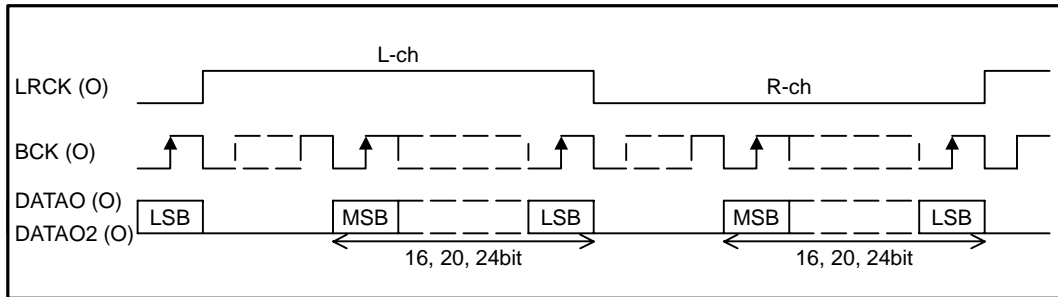 L-ch
LRCK (O)
R-ch
BCK (O)
DATAO (O)
LSB MSB LSB MSB LSB
DATAO2 (O)
16, 20, 24bit 16, 20, 24bit